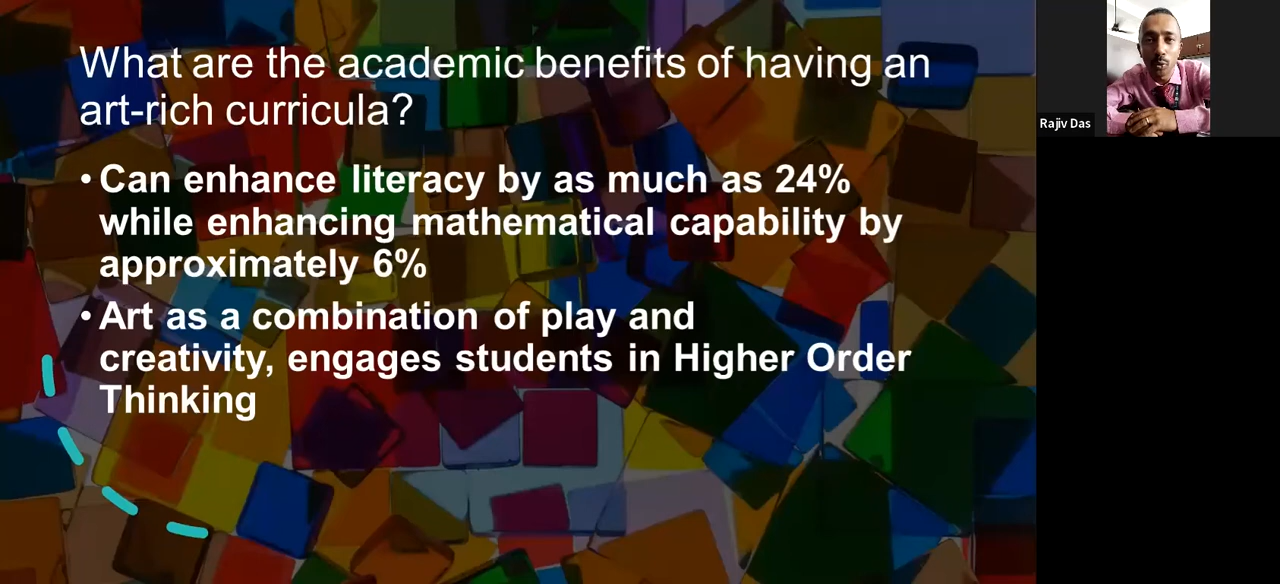 What are the academic benefits of having an
art-rich curricula?
• Can enhance literacy by as much as 24%
while enhancing mathematical capability by
approximately 6%
• Art as a combination of play and
creativity, engages students in Higher Order
Thinking
Rajiv Das